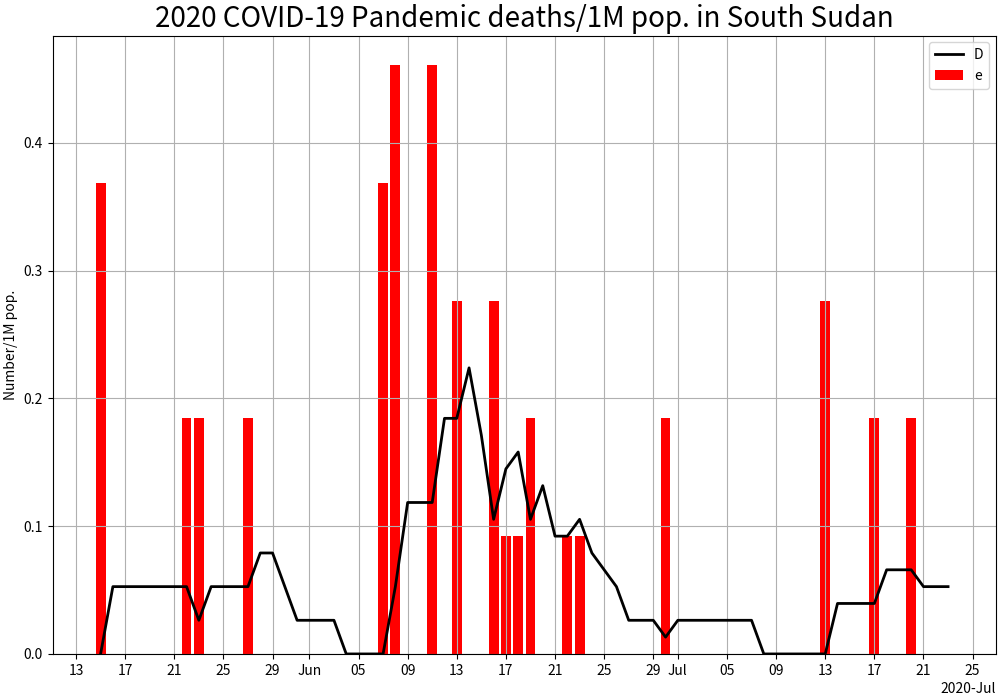 2020 COVID-19 Pandemic deaths/1M pop. in South Sudan
D
e
Number/1M pop.
0.4
0.3
0.2
0.1
0.0
13 17 21 25 29 Jun 05 09 13 17 21 25 29 Jul 05 09 13 17 21 25
2020-Jul